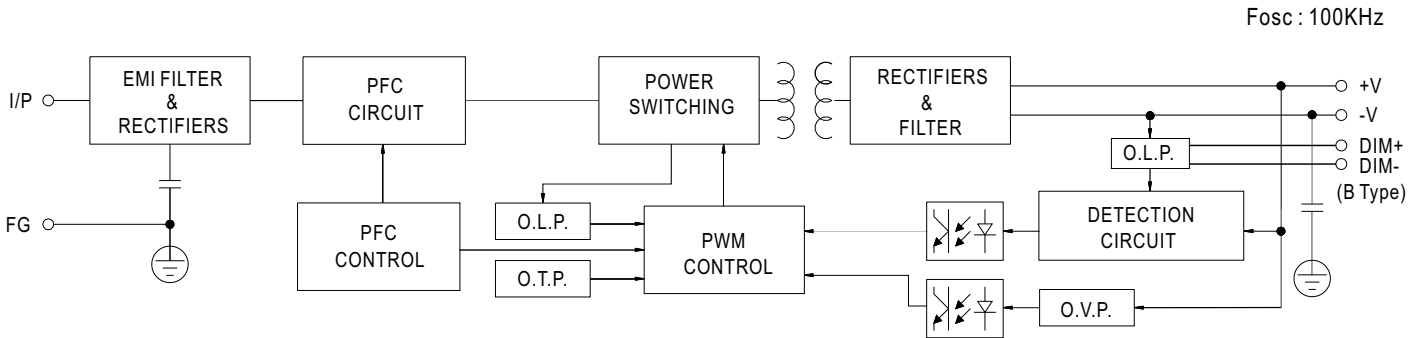 Fosc : 100KHz
I/P
EMI FILTER
&
RECTIFIERS
PFC
CIRCUIT
POWER
SWITCHING
RECTIFIERS
&
FILTER
+V
-V
DIM+
DIM-
(B Type)
O.L.P.
FG
PFC
CONTROL
O.L.P.
O.T.P.
PWM
CONTROL
DETECTION
CIRCUIT
O.V.P.